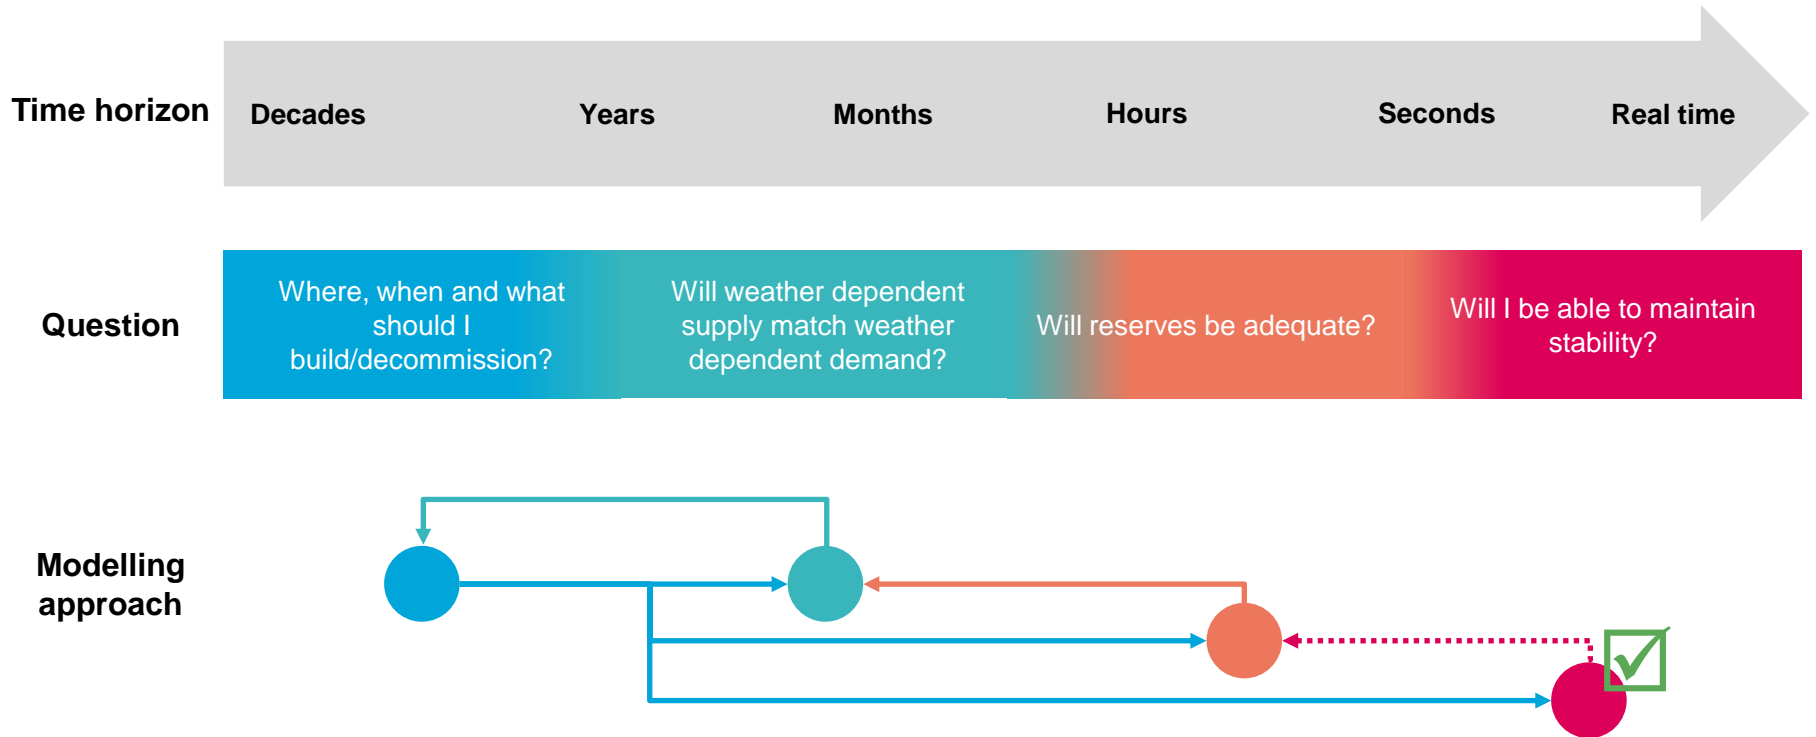 Time horizon
Decades
Years
Months
Hours
Seconds
Real time
Question
Where, when and what
should I
build/decommission?
Will weather dependent
supply match weather
dependent demand?
Will reserves be adequate?
Will I be able to maintain
stability?
Modelling
approach